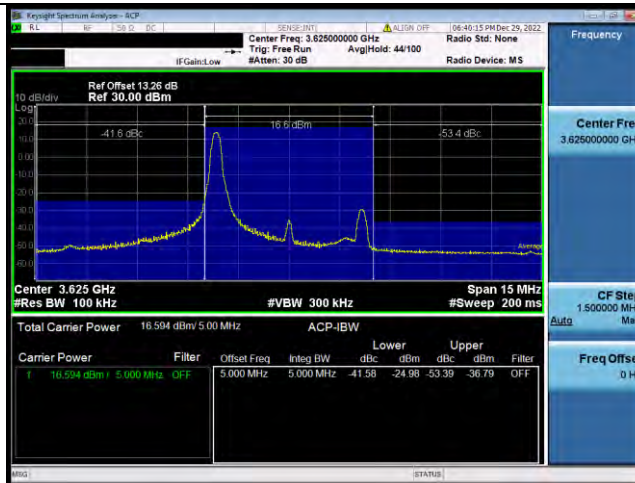 Keysight Spectrum Analyzer - ACP
RL RF 50 Ω DC SENSE:INT ALIGN OFF 06:40:15 PM Dec 29, 2022
Center Freq: 3.625000000 GHz Radio Std: None
Trig: Free Run Avg|Hold: 44/100
IFGain:Low #Atten: 30 dB Radio Device: MS
Frequency
Ref Offset 13.26 dB
10 dB/div Ref 30.00 dBm
Log
20.0
10.0
0.00
-10.0
-20.0
-30.0
-40.0
-50.0
-60.0
-41.6 dBc 16.6 dBm -53.4 dBc
Average
Center Fre
3.625000000 GH
Center 3.625 GHz Span 15 MHz
#Res BW 100 kHz #VBW 300 kHz #Sweep 200 ms
CF Ste
1.500000 MH
Auto Ma
Total Carrier Power 16.594 dBm/ 5.00 MHz ACP-IBW
Lower Upper
Carrier Power Filter Offset Freq Integ BW dBc dBm dBc dBm Filter
1 16.594 dBm / 5.000 MHz OFF 5.000 MHz 5.000 MHz -41.58 -24.98 -53.39 -36.79 OFF
Freq Offse
0 H
MSG STATUS